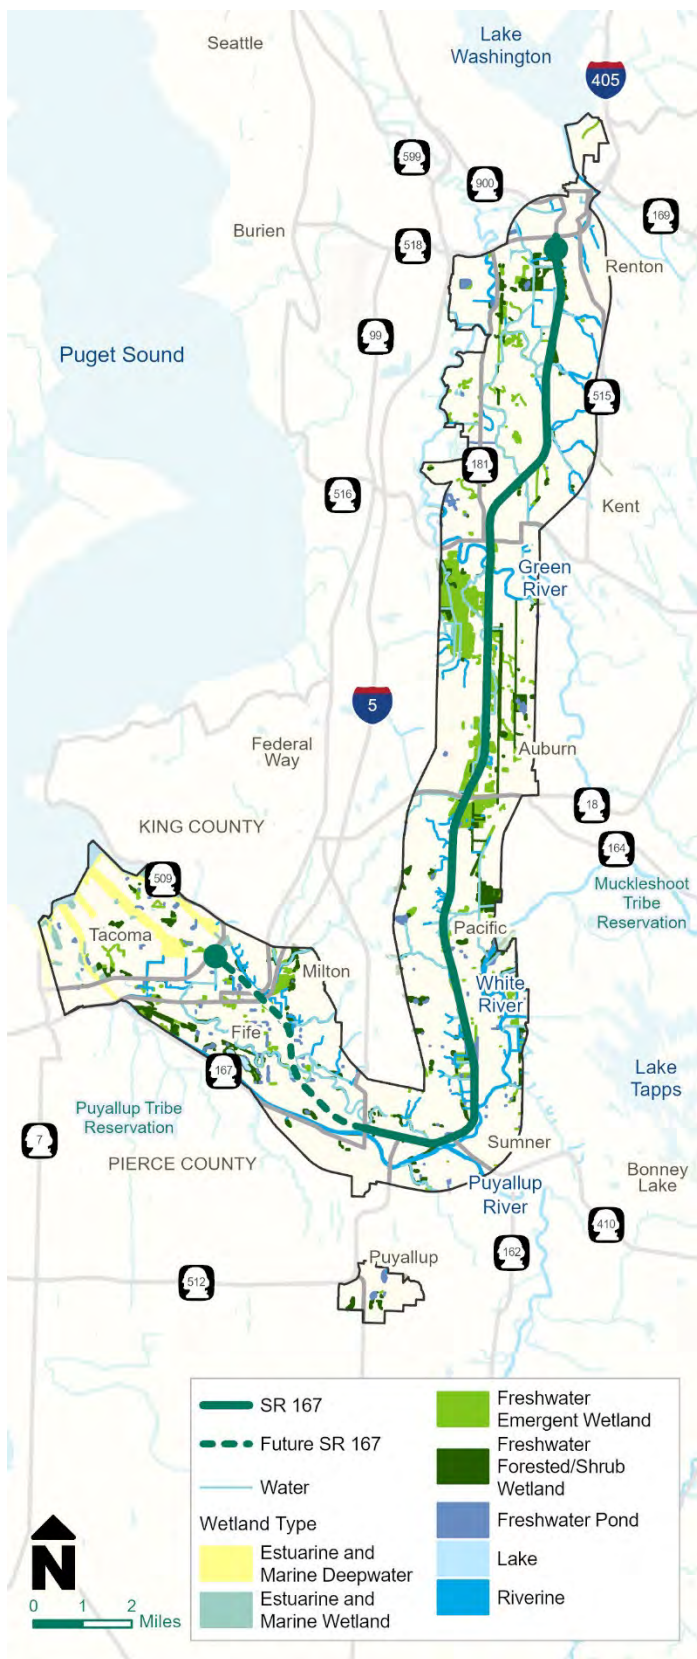 Seattle
Lake
Washington
405
599
900
169
Burien
518
Renton
99
Puget Sound
515
181
516
Kent
Green
River
5
Federal
Way
Auburn
18
KING COUNTY
164
509
Muckleshoot
Tribe
Reservation
Tacoma
Pacific
Milton
White
River
Fife
167
Lake
Tapps
Puyallup Tribe
Reservation
7
Sumner
PIERCE COUNTY
Bonney
Lake
Puyallup
River
410
162
Puyallup
512
SR 167
Future SR 167
Water
Wetland Type
Estuarine and
Marine Deepwater
Estuarine and
Marine Wetland
Freshwater
Emergent Wetland
Freshwater
Forested/Shrub
Wetland
Freshwater Pond
Lake
Riverine
N
0 1 2
Miles